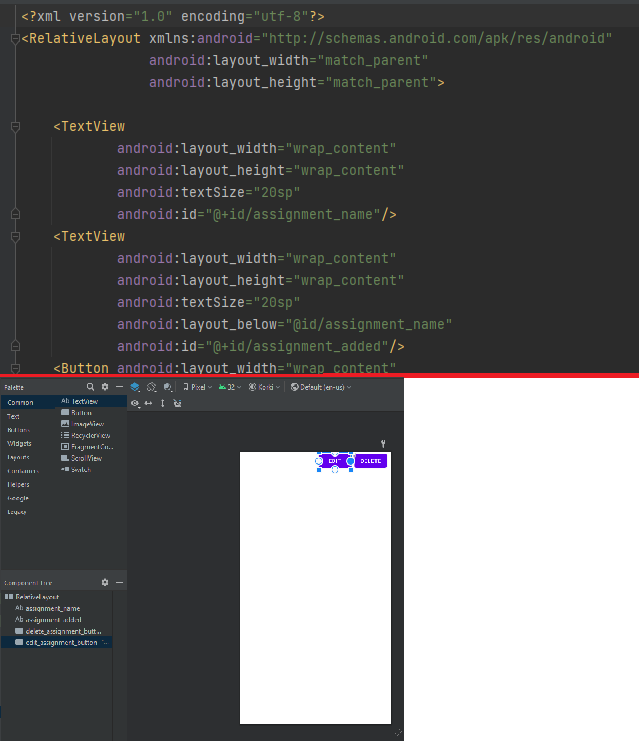 <?xml version="1.0" encoding="utf-8"?>
<RelativeLayout xmlns:android="http://schemas.android.com/apk/res/android"
android:layout_width="match_parent"
android:layout_height="match_parent">
<TextView
android:layout_width="wrap_content"
android:layout_height="wrap_content"
android:textSize="20sp"
android:id="@+id/assignment_name"/>
<TextView
android:layout_width="wrap_content"
android:layout_height="wrap_content"
android:textSize="20sp"
android:layout_below="@id/assignment_name"
android:id="@+id/assignment_added"/>
<Button android:layout_width="wrap_content"
Palette
Pixel
32
Default (en-us)
Common
Text
Buttons
Widgets
Layouts
Containers
Helpers
Google
Legacy
Ab TextView
Button
ImageView
RecyclerView
FragmentCo...
ScrollView
Switch
EDIT
DELETE
Component Tree
RelativeLayout
Ab assignment_name
Ab assignment_added
delete_assignment_butt...
edit_assignment_button